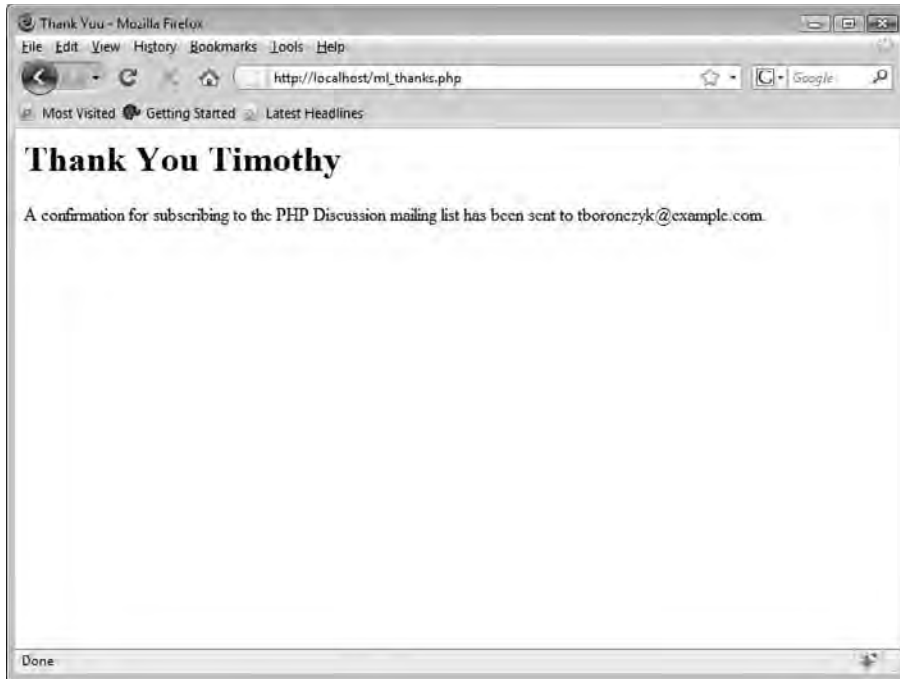 Thank You - Mozilla Firefox
File Edit View History Bookmarks Tools Help
http://localhost/ml_thanks.php
G Google
Most Visited Getting Started Latest Headlines
Thank You Timothy
A confirmation for subscribing to the PHP Discussion mailing list has been sent to tboronczyk@example.com.
Done